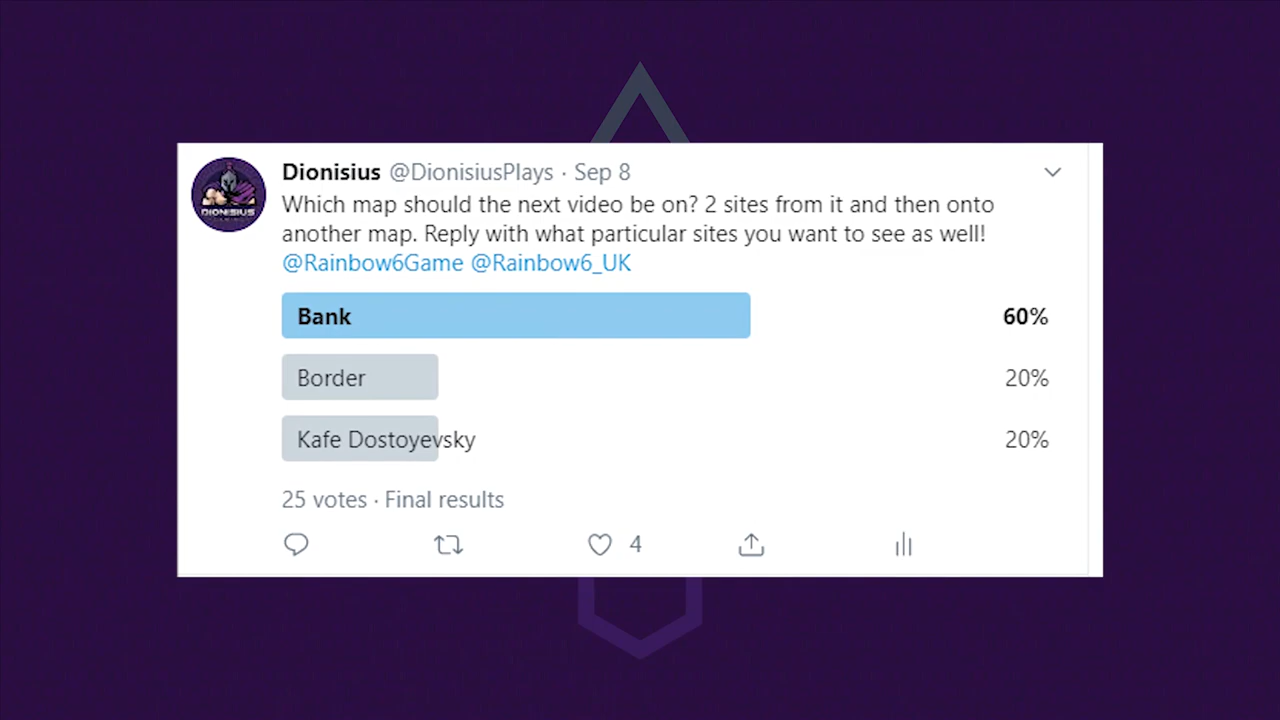 Dionisius @DionisiusPlays · Sep 8
Which map should the next video be on? 2 sites from it and then onto
another map. Reply with what particular sites you want to see as well!
@Rainbow6Game @Rainbow6_UK
DIONISIUS
Bank 60%
Border 20%
Kafe Dostoyevsky 20%
25 votes · Final results
4